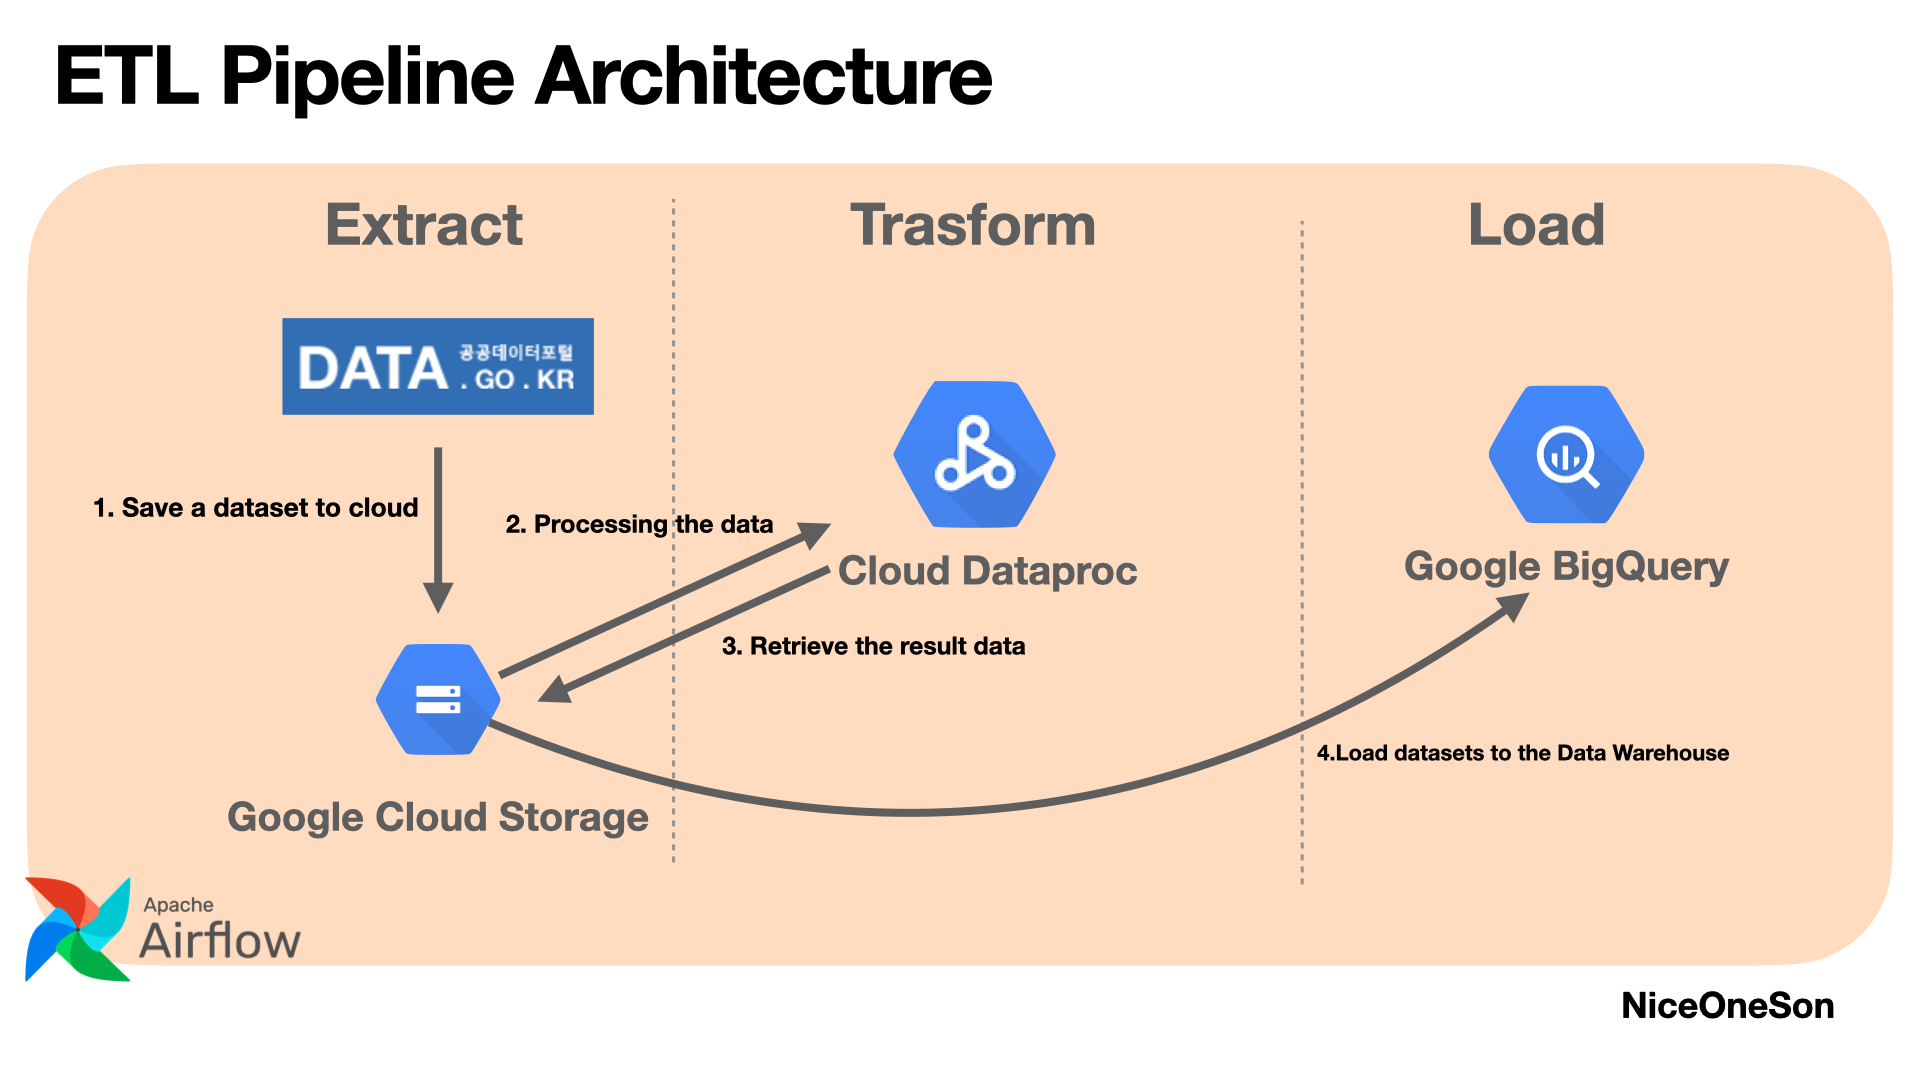 ETL Pipeline Architecture
Extract
Trasform
Load
DATA 공공데이터포털
. GO . KR
1. Save a dataset to cloud
2. Processing the data
Cloud Dataproc
Google BigQuery
3. Retrieve the result data
4.Load datasets to the Data Warehouse
Google Cloud Storage
Apache
Airflow
NiceOneSon